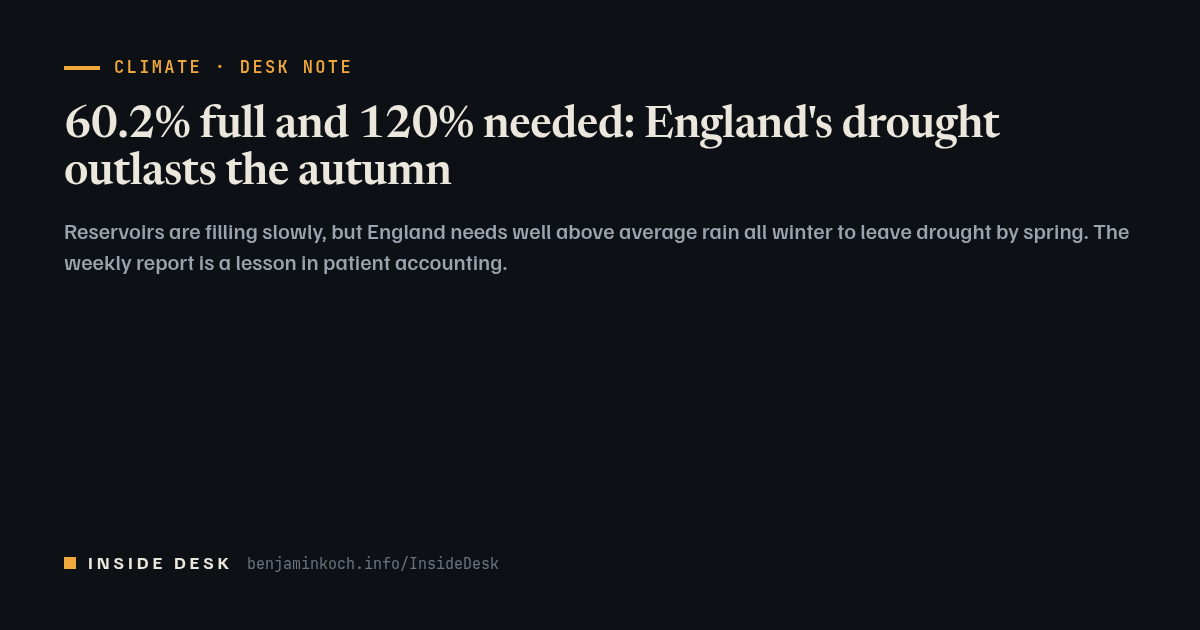 CLIMATE · DESK NOTE
60.2% full and 120% needed: England's drought
outlasts the autumn
Reservoirs are filling slowly, but England needs well above average rain all winter to leave drought by spring. The
weekly report is a lesson in patient accounting.
INSIDE DESK benjaminkoch.info/InsideDesk